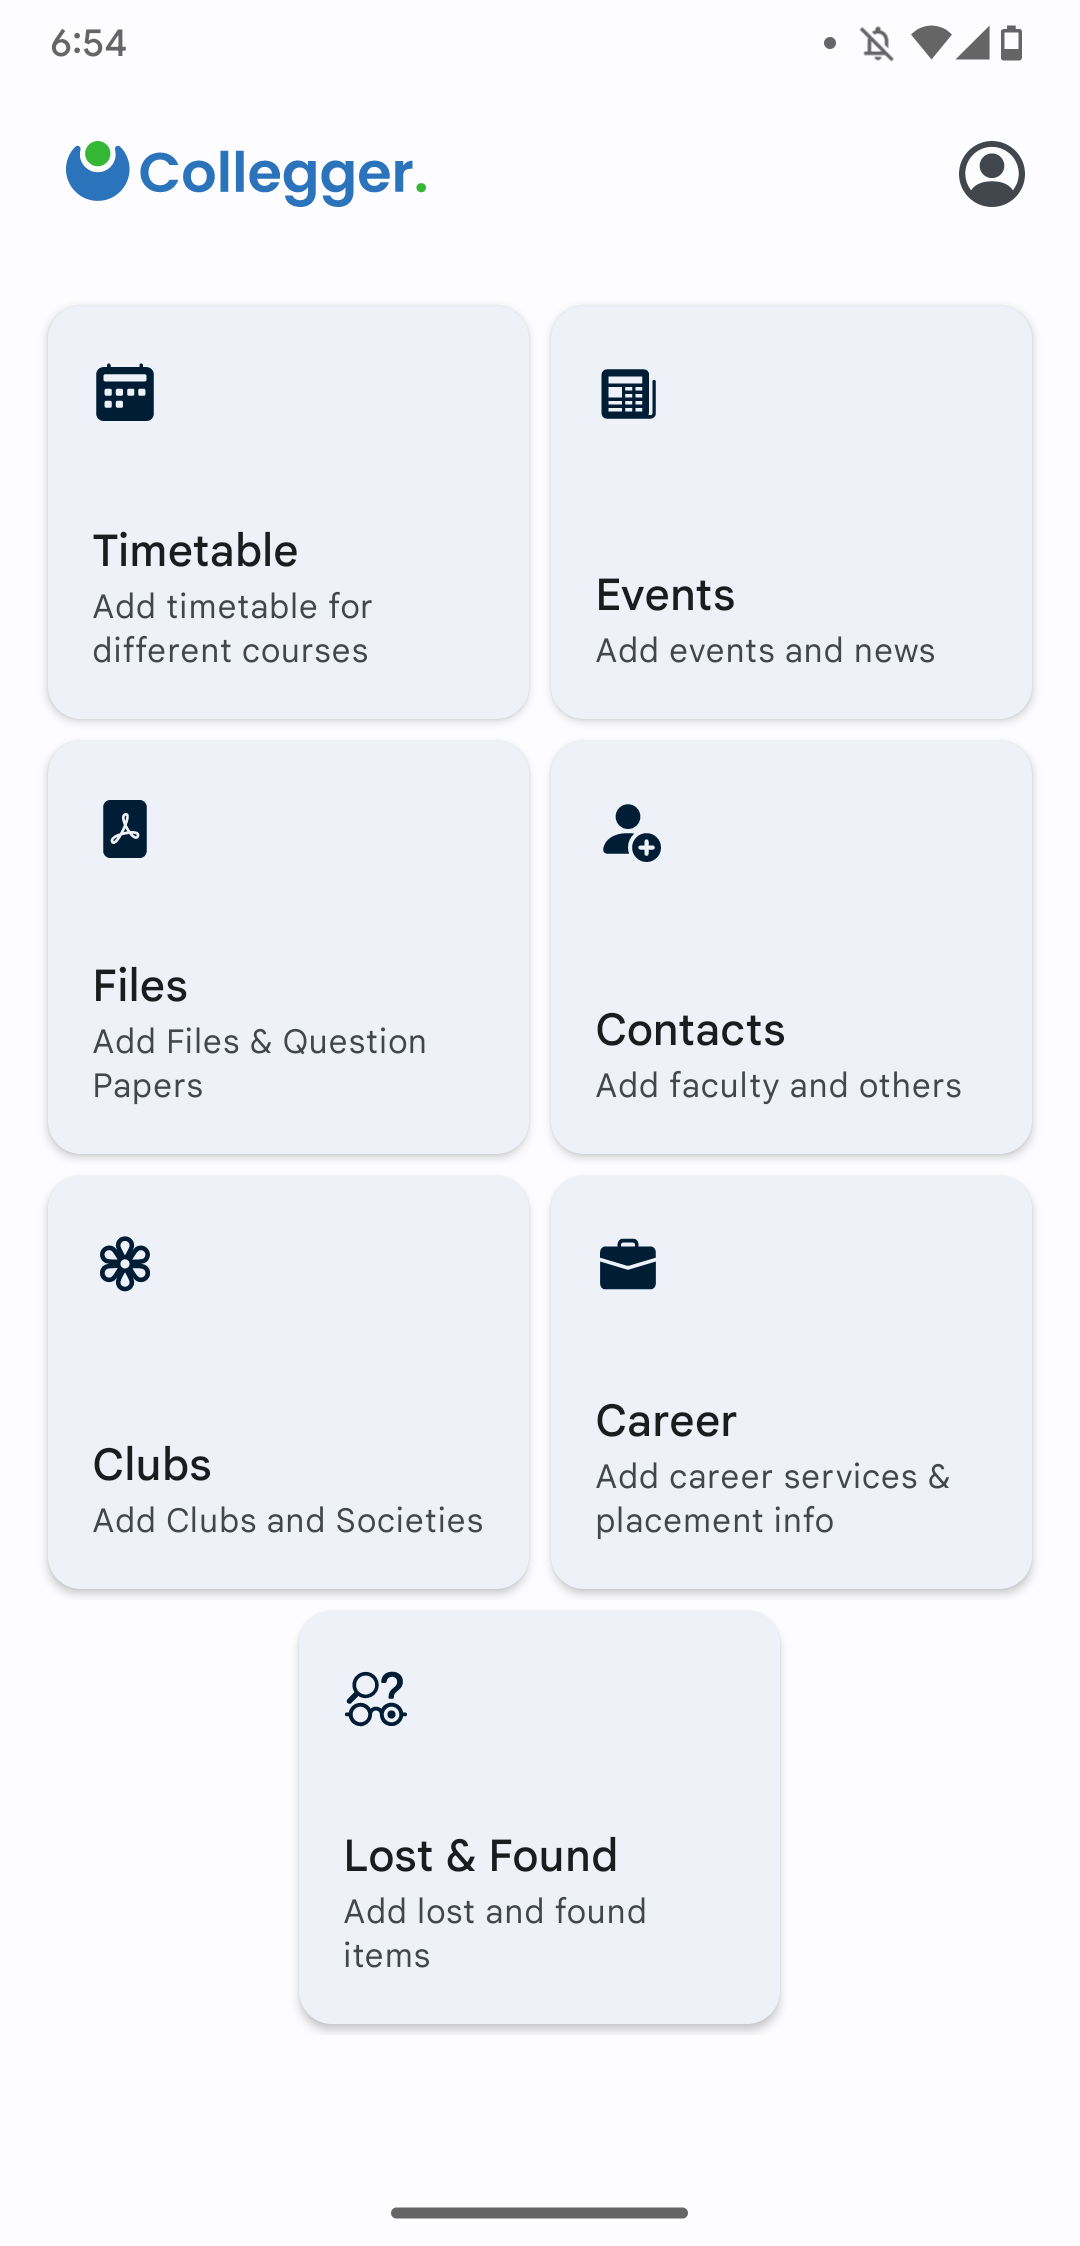 6:54
Collegger.
Timetable
Add timetable for
different courses
Events
Add events and news
Files
Add Files & Question
Papers
Contacts
Add faculty and others
Clubs
Add Clubs and Societies
Career
Add career services &
placement info
Lost & Found
Add lost and found
items